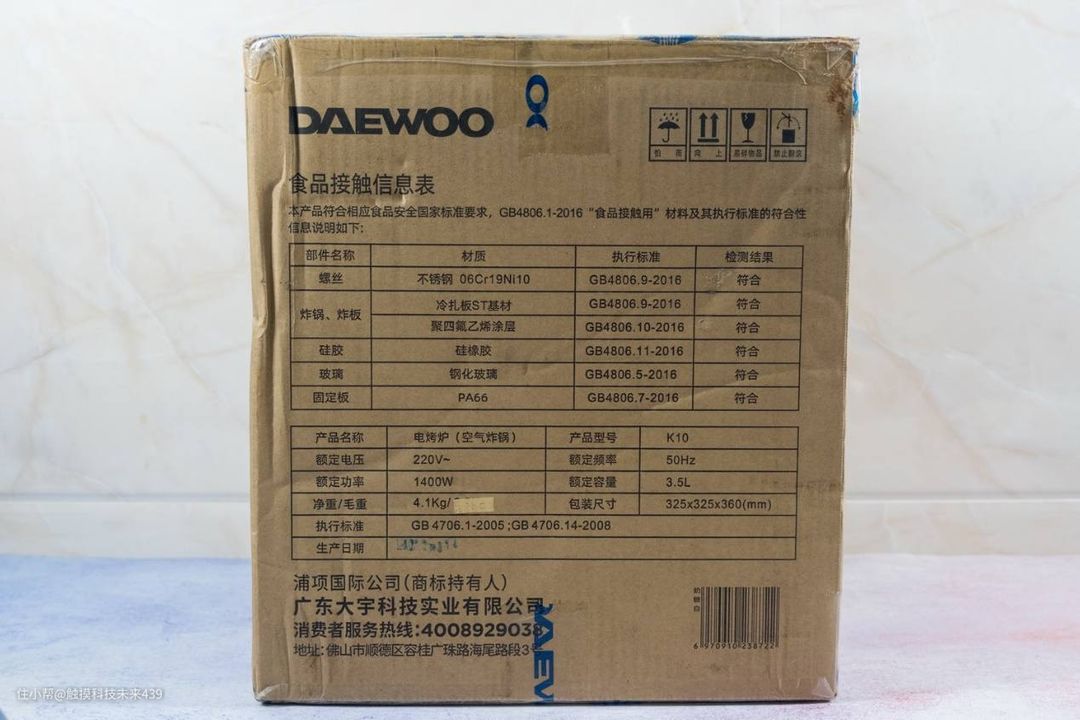 DAEWOO
怕雨 向上 易碎物品 禁止翻滚
食品接触信息表
本产品符合相应食品安全国家标准要求，GB4806.1-2016“食品接触用”材料及其执行标准的符合性
信息说明如下:
部件名称 材质 执行标准 检测结果
螺丝 不锈钢 06Cr19Ni10 GB4806.9-2016 符合
炸锅、炸板 冷扎板ST基材 GB4806.9-2016 符合
聚四氟乙烯涂层 GB4806.10-2016 符合
硅胶 硅橡胶 GB4806.11-2016 符合
玻璃 钢化玻璃 GB4806.5-2016 符合
固定板 PA66 GB4806.7-2016 符合
产品名称 电烤炉（空气炸锅） 产品型号 K10
额定电压 220V~ 额定频率 50Hz
额定功率 1400W 额定容量 3.5L
净重/毛重 4.1Kg/ 包装尺寸 325x325x360(mm)
执行标准 GB 4706.1-2005;GB 4706.14-2008
生产日期
浦项国际公司(商标持有人)
广东大宇科技实业有限公司
消费者服务热线:4008929038
地址:佛山市顺德区容桂广珠路海尾路段3
奶糖白
6 970910 238722
DAEW
住小帮@触摸科技未来439